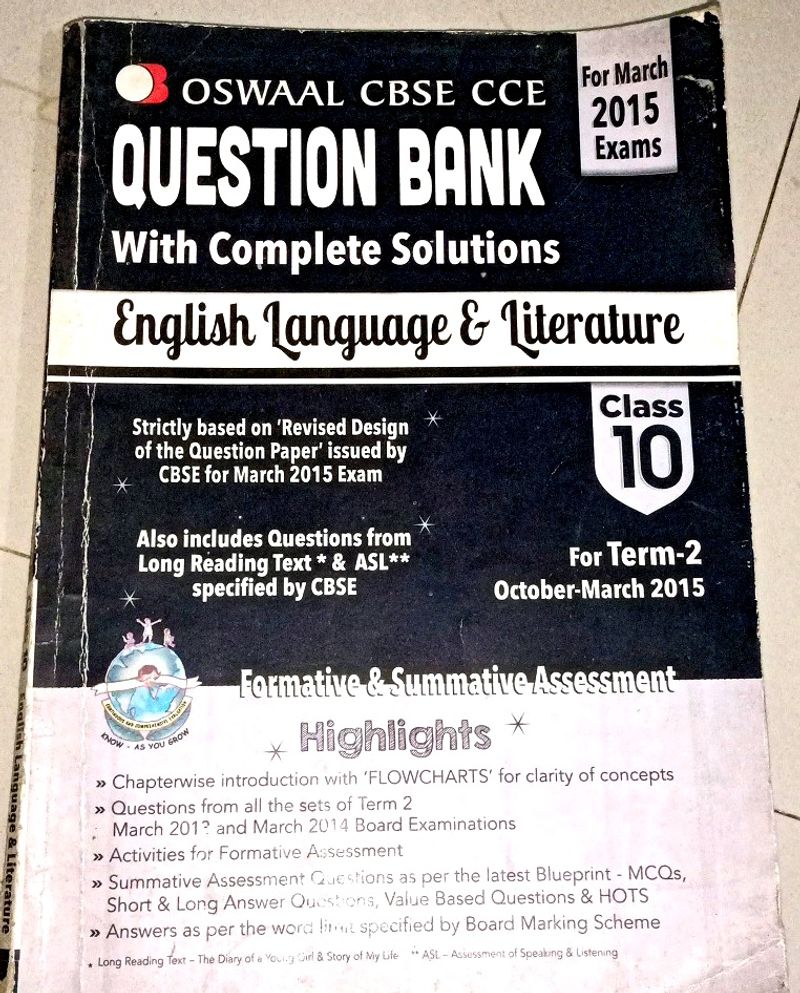 OSWAAL CBSE CCE
For March
2015
Exams
QUESTION BANK
With Complete Solutions
English Language & Literature
Class
10
Strictly based on 'Revised Design
of the Question Paper' issued by
CBSE for March 2015 Exam
Also includes Questions from
Long Reading Text * & ASL**
specified by CBSE
For Term-2
October-March 2015
CONTINUOUS AND COMPREHENSIVE EVALUATION
KNOW - AS YOU GROW
Formative & Summative Assessment
Highlights
» Chapterwise introduction with 'FLOWCHARTS' for clarity of concepts
» Questions from all the sets of Term 2
March and March 2014 Board Examinations
» Activities for Formative Assessment
» Summative Assessment Questions as per the latest Blueprint - MCQs,
Short & Long Answer Questions, Value Based Questions & HOTS
» Answers as per the word limit specified by Board Marking Scheme
* Long Reading Text – The Diary of a Young Girl & Story of My Life ** ASL – Assessment of Speaking & Listening
English Language & Literature